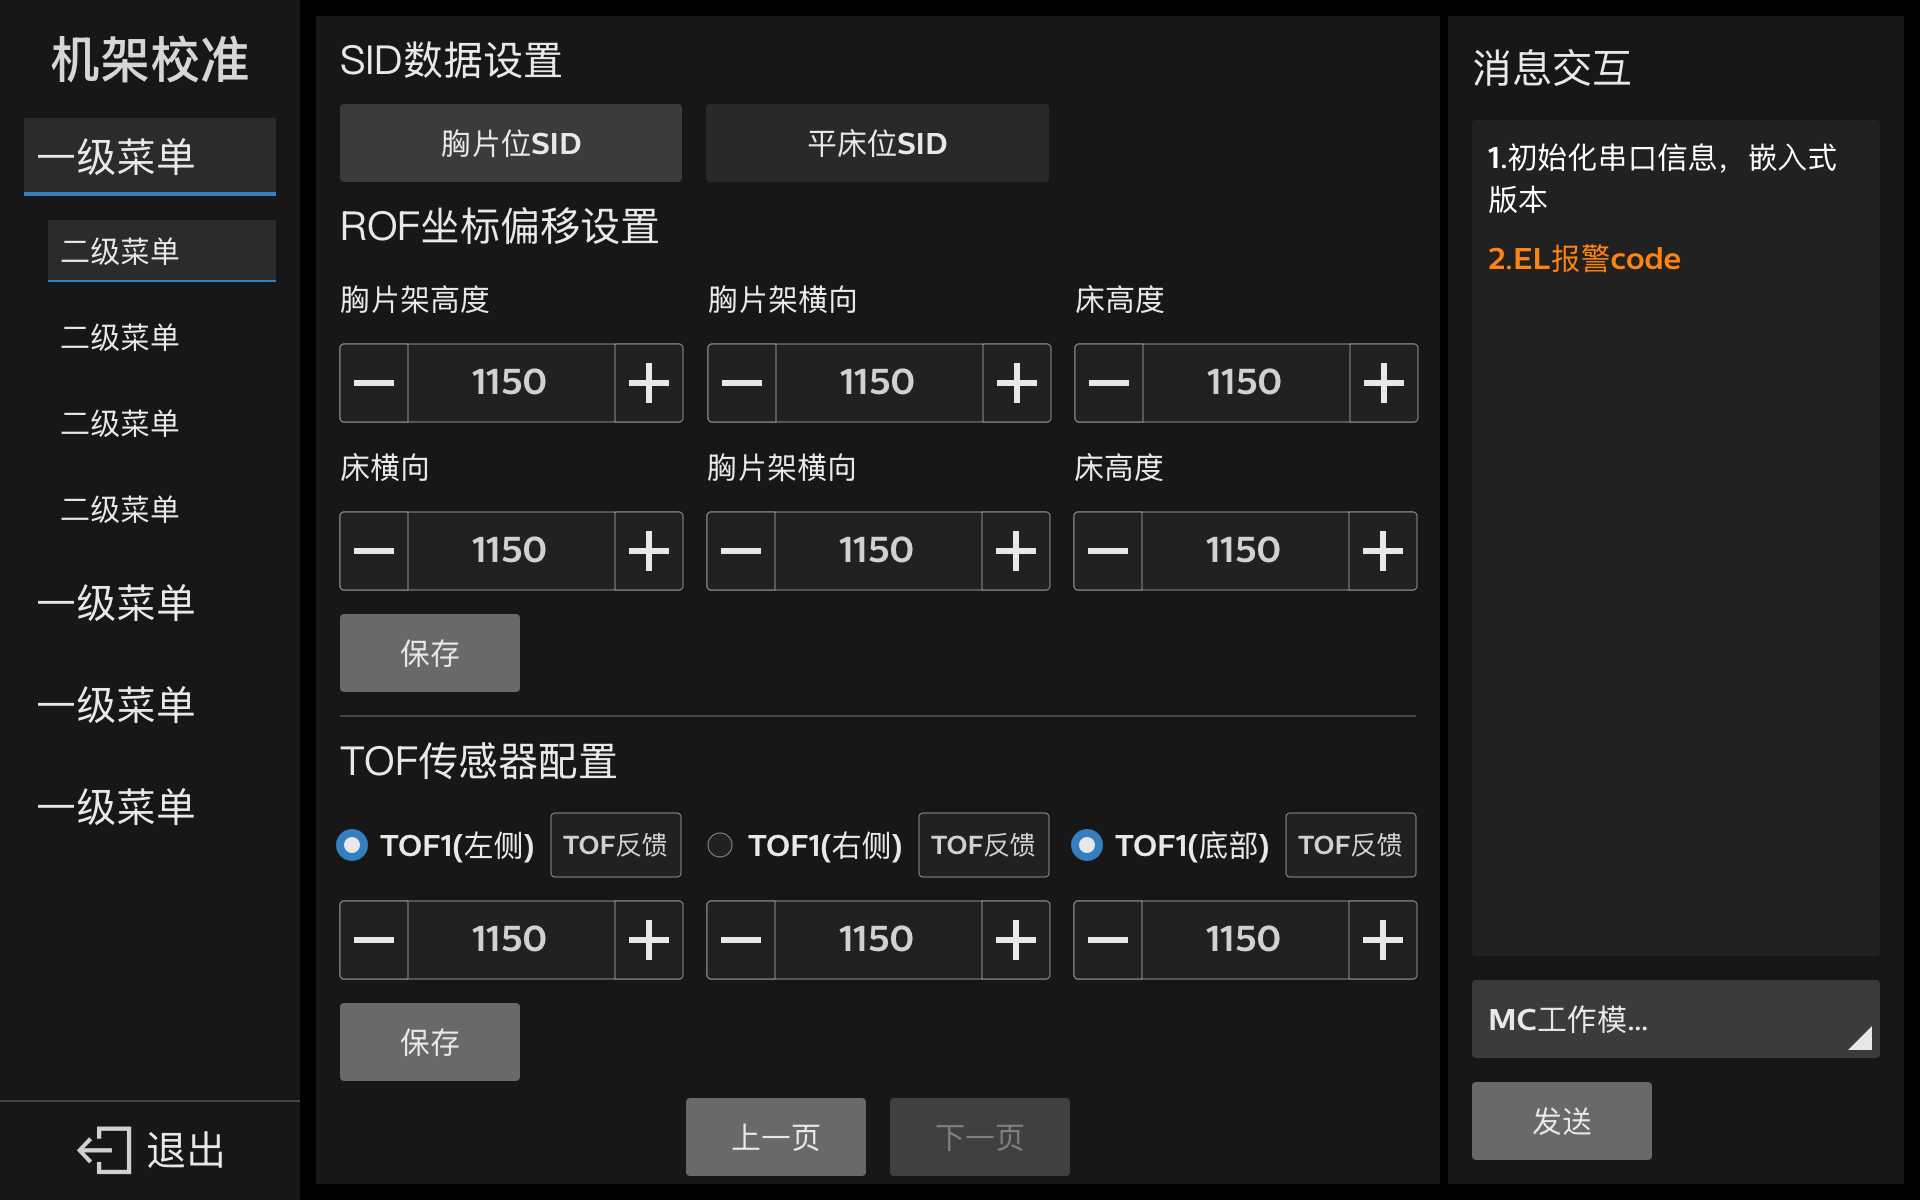 机架校准
一级菜单
二级菜单
二级菜单
二级菜单
二级菜单
一级菜单
一级菜单
一级菜单
退出
SID数据设置
胸片位SID
平床位SID
ROF坐标偏移设置
胸片架高度
胸片架横向
床高度
1150
1150
1150
床横向
胸片架横向
床高度
1150
1150
1150
保存
TOF传感器配置
TOF1(左侧)
TOF反馈
TOF1(右侧)
TOF反馈
TOF1(底部)
TOF反馈
1150
1150
1150
保存
上一页
下一页
消息交互
1.初始化串口信息，嵌入式
版本
2.EL报警code
MC工作模...
发送